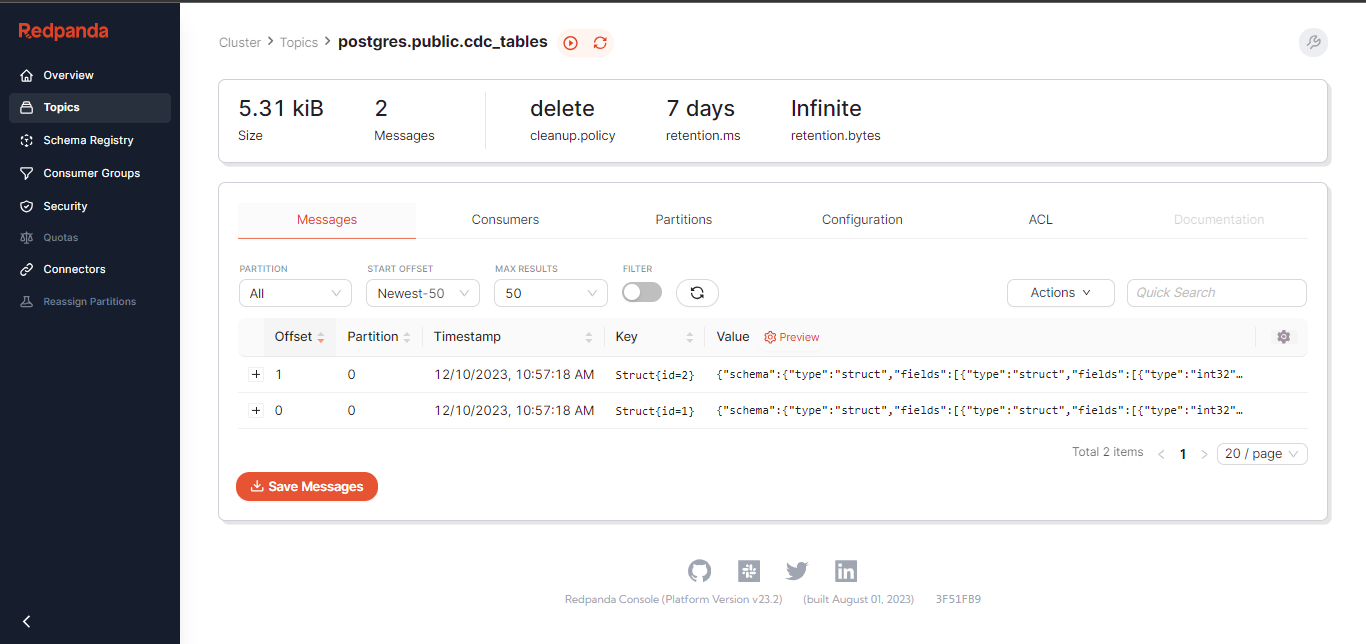 Redpanda
Overview
Topics
Schema Registry
Consumer Groups
Security
Quotas
Connectors
Reassign Partitions
Cluster > Topics > postgres.public.cdc_tables
5.31 kiB 2 delete 7 days Infinite
Size Messages cleanup.policy retention.ms retention.bytes
Messages Consumers Partitions Configuration ACL Documentation
PARTITION START OFFSET MAX RESULTS FILTER
All Newest-50 50 Actions Quick Search
Offset Partition Timestamp Key Value Preview
+ 1 0 12/10/2023, 10:57:18 AM Struct{id=2} {"schema":{"type":"struct","fields":[{"type":"struct","fields":[{"type":"int32"…
+ 0 0 12/10/2023, 10:57:18 AM Struct{id=1} {"schema":{"type":"struct","fields":[{"type":"struct","fields":[{"type":"int32"…
Total 2 items < 1 > 20 / page
Save Messages
in
Redpanda Console (Platform Version v23.2) (built August 01, 2023) 3F51FB9